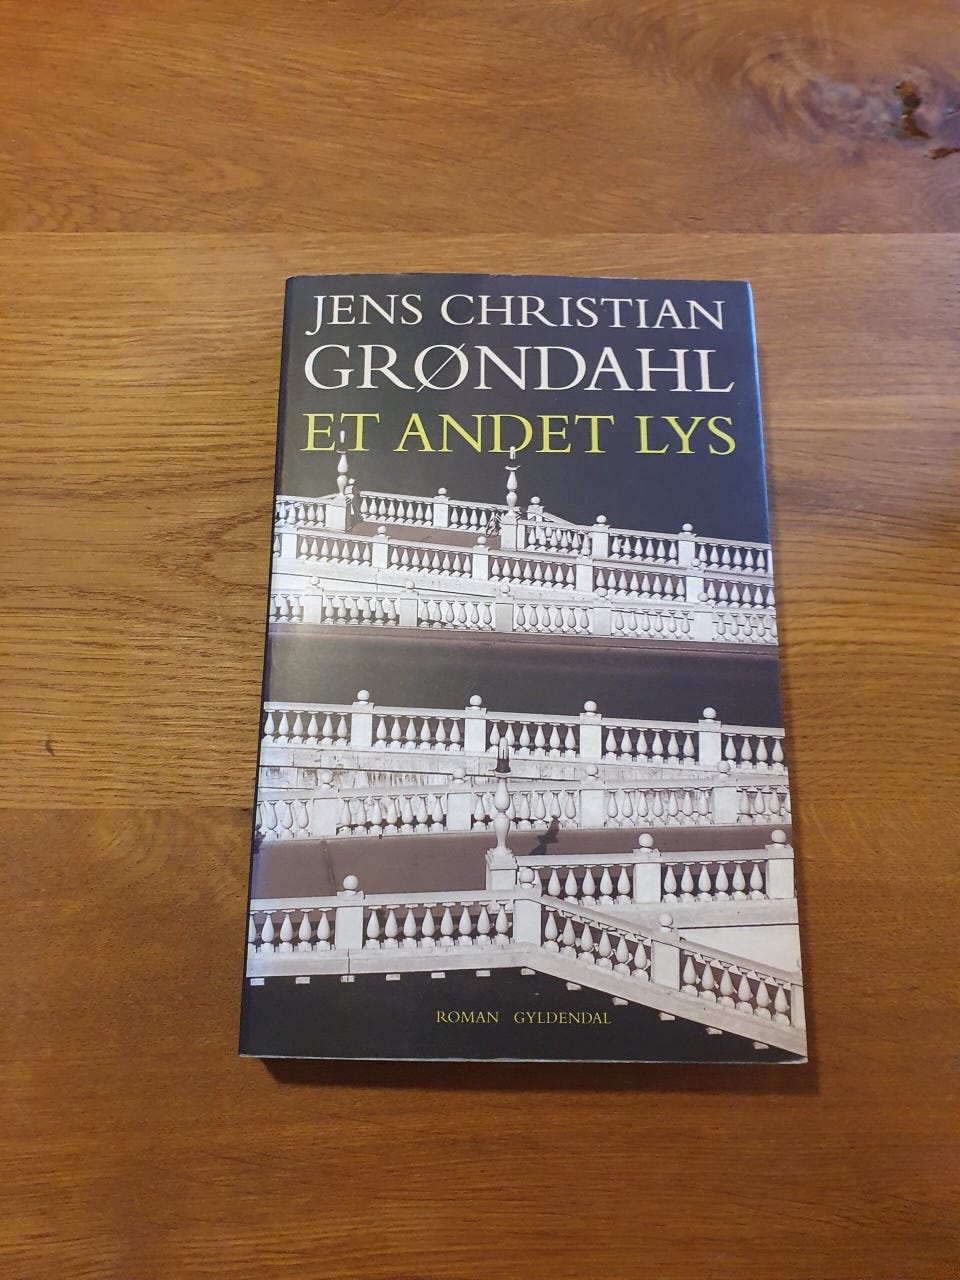 JENS CHRISTIAN
GRØNDAHL
ET ANDET LYS
ROMAN GYLDENDAL